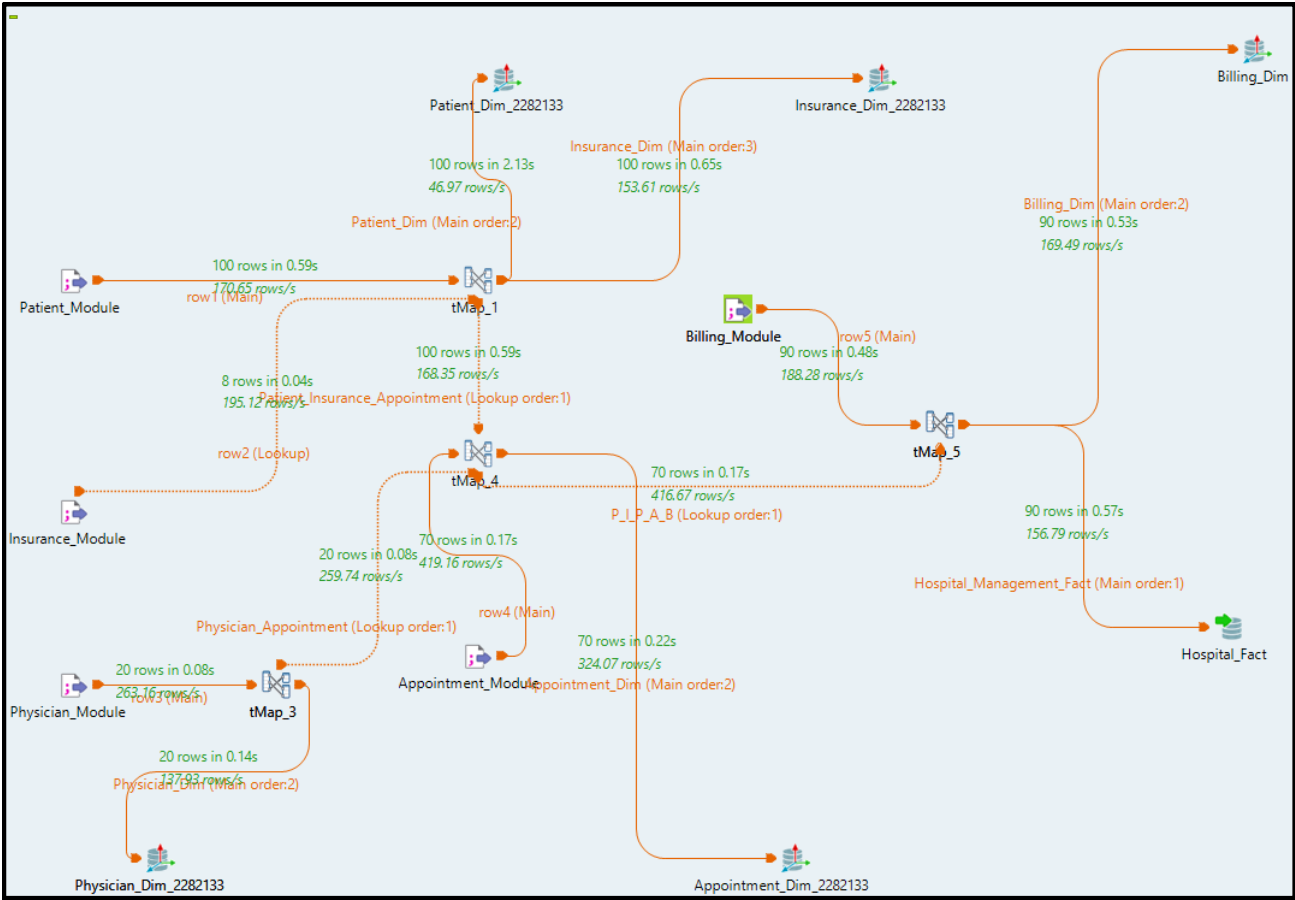 Billing_Dim
Patient_Dim_2282133
Insurance_Dim_2282133
Insurance_Dim (Main order:3)
100 rows in 2.13s
46.97 rows/s
100 rows in 0.65s
153.61 rows/s
Billing_Dim (Main order:2)
90 rows in 0.53s
169.49 rows/s
Patient_Dim (Main order:2)
100 rows in 0.59s
170.65 rows/s
row1 (Main)
Patient_Module
tMap_1
Billing_Module
row5 (Main)
90 rows in 0.48s
188.28 rows/s
100 rows in 0.59s
168.35 rows/s
8 rows in 0.04s
195.12 rows/s
Patient_Insurance_Appointment (Lookup order:1)
row2 (Lookup)
tMap_4
tMap_5
70 rows in 0.17s
416.67 rows/s
P_I_P_A_B (Lookup order:1)
90 rows in 0.57s
156.79 rows/s
Insurance_Module
20 rows in 0.08s
259.74 rows/s
70 rows in 0.17s
419.16 rows/s
Hospital_Management_Fact (Main order:1)
row4 (Main)
Physician_Appointment (Lookup order:1)
70 rows in 0.22s
324.07 rows/s
Hospital_Fact
20 rows in 0.08s
263.16 rows/s
row3 (Main)
Physician_Module
tMap_3
Appointment_Module
Appointment_Dim (Main order:2)
20 rows in 0.14s
137.93 rows/s
Physician_Dim (Main order:2)
Physician_Dim_2282133
Appointment_Dim_2282133